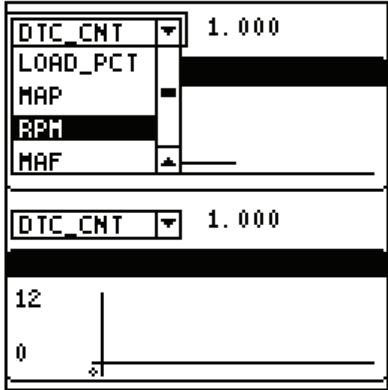 DTC_CNT 1.000
LOAD_PCT
MAP
RPM
MAF
DTC_CNT 1.000
12
0